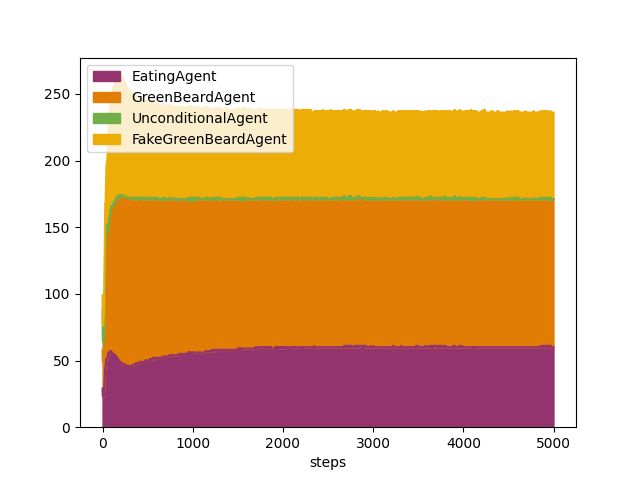 EatingAgent
GreenBeardAgent
UnconditionalAgent
FakeGreenBeardAgent
250
200
150
100
50
0
0 1000 2000 3000 4000 5000
steps